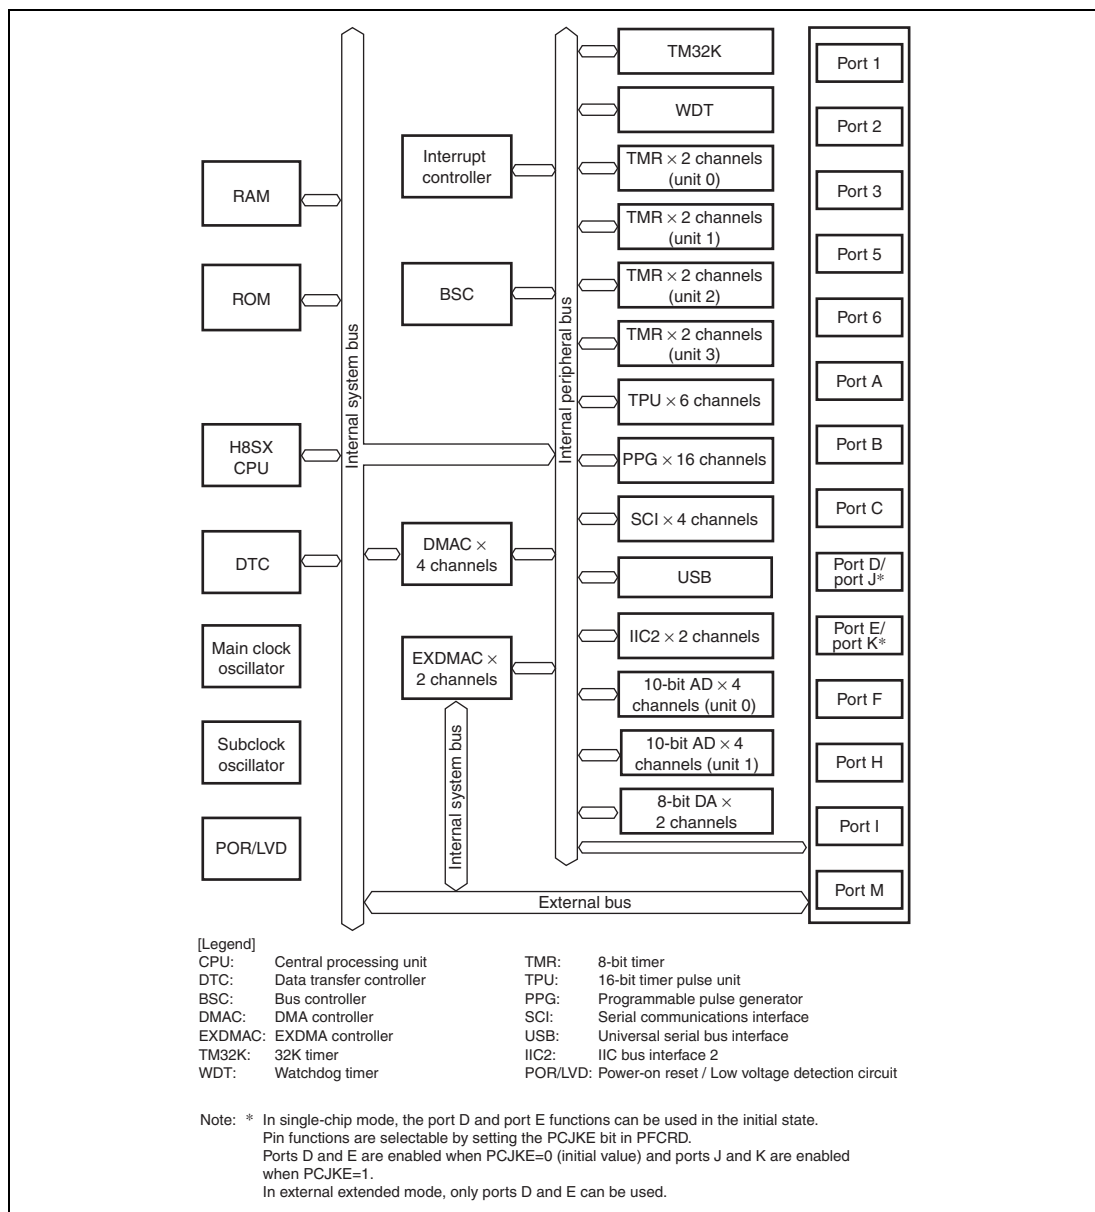 RAM
ROM
H8SX
CPU
DTC
Main clock
oscillator
Subclock
oscillator
POR/LVD
Internal system bus
Interrupt
controller
BSC
DMAC ×
4 channels
EXDMAC ×
2 channels
Internal system bus
Internal peripheral bus
External bus
TM32K
WDT
TMR × 2 channels
(unit 0)
TMR × 2 channels
(unit 1)
TMR × 2 channels
(unit 2)
TMR × 2 channels
(unit 3)
TPU × 6 channels
PPG × 16 channels
SCI × 4 channels
USB
IIC2 × 2 channels
10-bit AD × 4
channels (unit 0)
10-bit AD × 4
channels (unit 1)
8-bit DA ×
2 channels
Port 1
Port 2
Port 3
Port 5
Port 6
Port A
Port B
Port C
Port D/
port J*
Port E/
port K*
Port F
Port H
Port I
Port M
[Legend]
CPU: Central processing unit
DTC: Data transfer controller
BSC: Bus controller
DMAC: DMA controller
EXDMAC: EXDMA controller
TM32K: 32K timer
WDT: Watchdog timer
TMR: 8-bit timer
TPU: 16-bit timer pulse unit
PPG: Programmable pulse generator
SCI: Serial communications interface
USB: Universal serial bus interface
IIC2: IIC bus interface 2
POR/LVD: Power-on reset / Low voltage detection circuit
Note: * In single-chip mode, the port D and port E functions can be used in the initial state.
Pin functions are selectable by setting the PCJKE bit in PFCRD.
Ports D and E are enabled when PCJKE=0 (initial value) and ports J and K are enabled
when PCJKE=1.
In external extended mode, only ports D and E can be used.